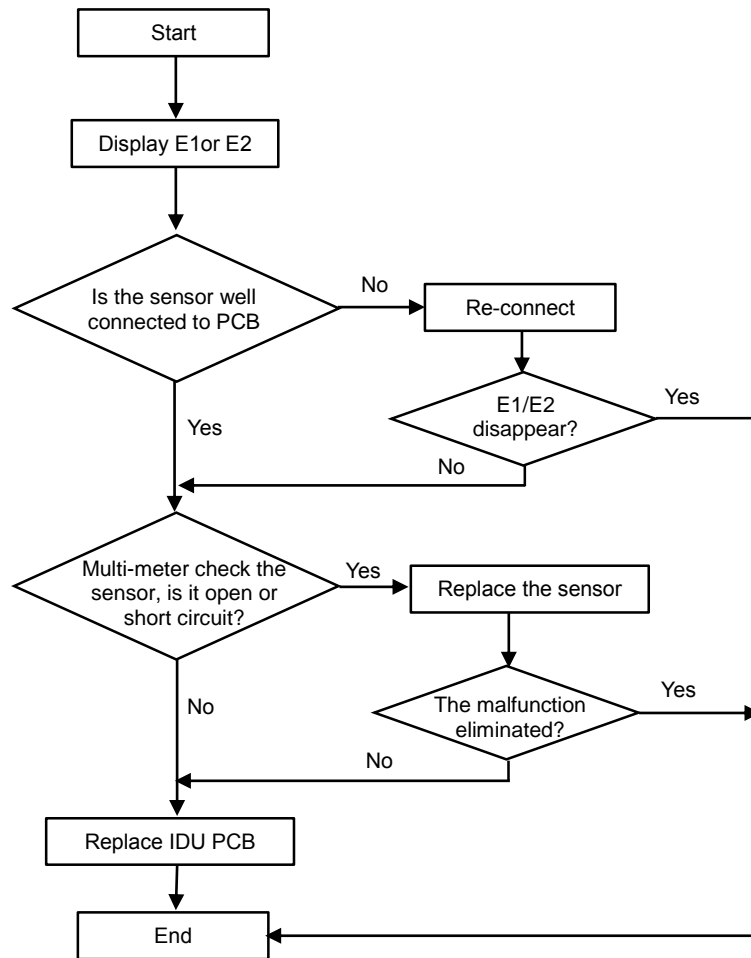 Start
Display E1or E2
Is the sensor well
connected to PCB
No
Re-connect
E1/E2
disappear?
Yes
Yes
No
Multi-meter check the
sensor, is it open or
short circuit?
Yes
Replace the sensor
The malfunction
eliminated?
Yes
No
No
Replace IDU PCB
End